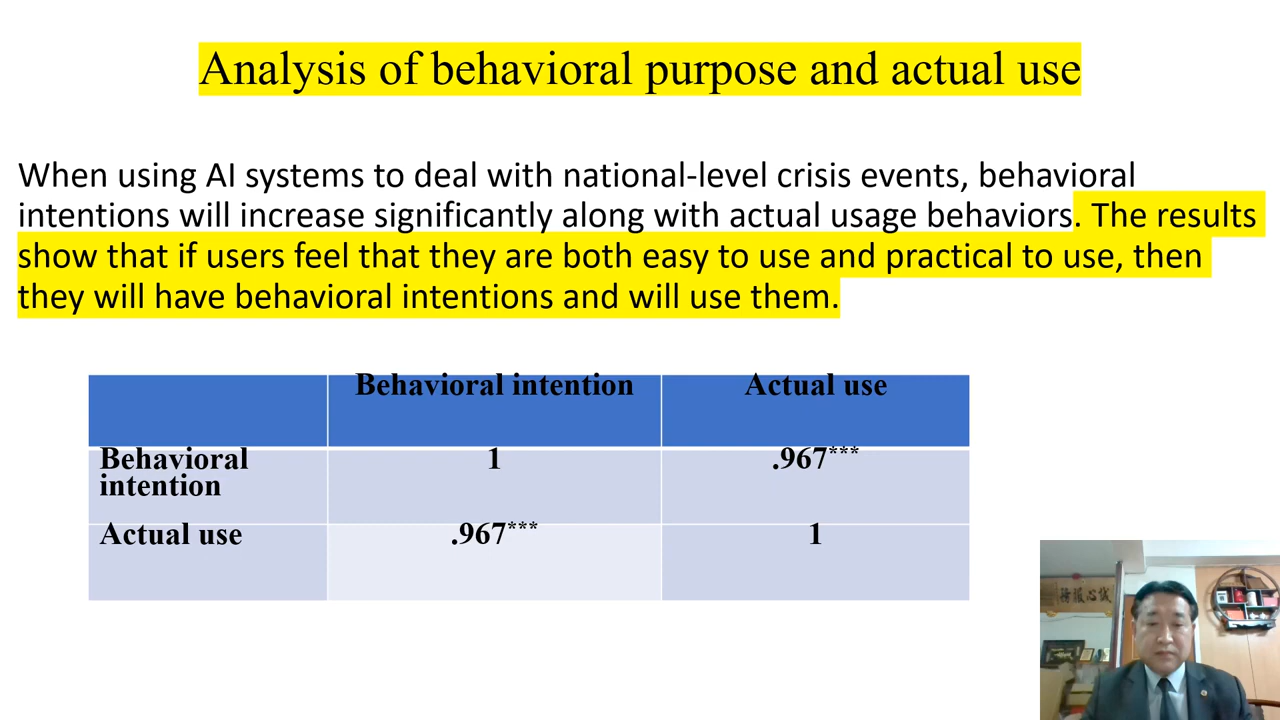 Analysis of behavioral purpose and actual use
When using AI systems to deal with national-level crisis events, behavioral
intentions will increase significantly along with actual usage behaviors. The results
show that if users feel that they are both easy to use and practical to use, then
they will have behavioral intentions and will use them.
Behavioral intention Actual use
Behavioral intention 1 .967***
Actual use .967*** 1